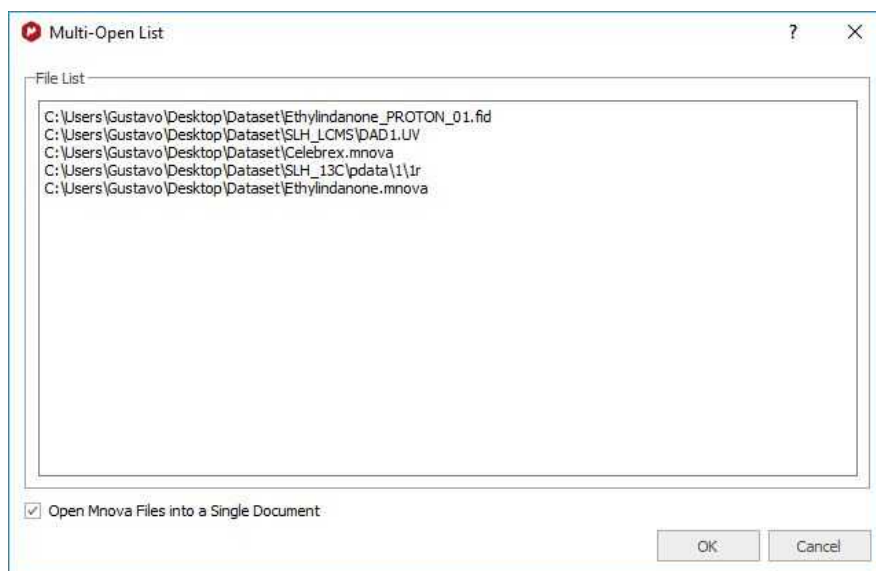 Multi-Open List
?
File List
C:\Users\Gustavo\Desktop\Dataset\Ethylindanone_PROTON_01.fid
C:\Users\Gustavo\Desktop\Dataset\SLH_LCMS\DAD1.UV
C:\Users\Gustavo\Desktop\Dataset\Celebrex.mnova
C:\Users\Gustavo\Desktop\Dataset\SLH_13C\pdata\1\1r
C:\Users\Gustavo\Desktop\Dataset\Ethylindanone.mnova
Open Mnova Files into a Single Document
OK
Cancel